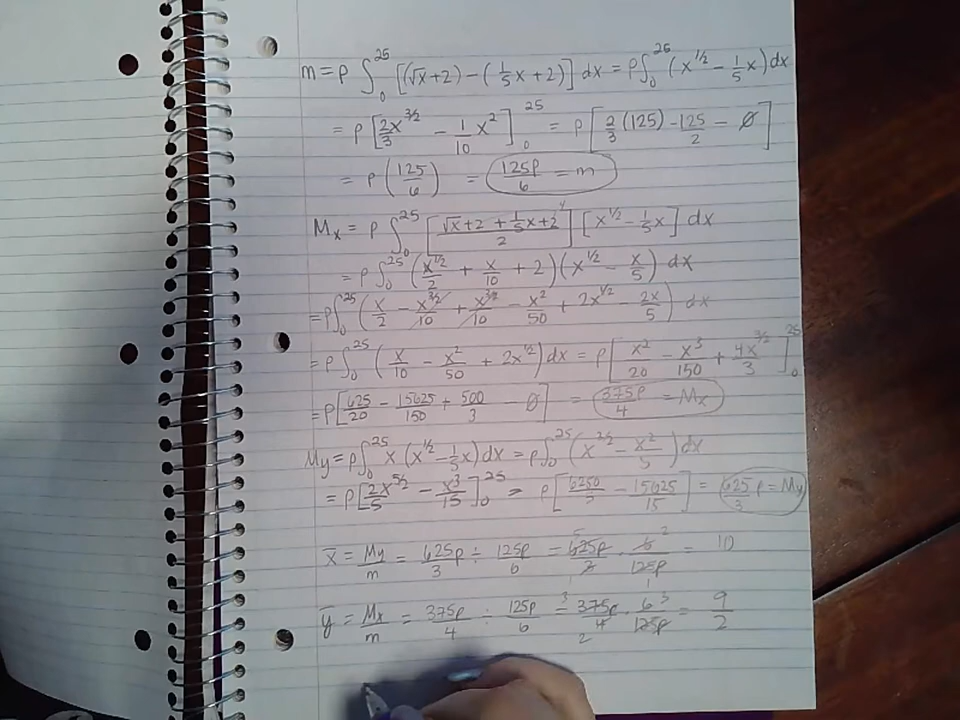 m = ρ ∫₀²⁵ [(√x+2) − (1/5 x + 2)] dx = ρ∫₀²⁵ (x^1/2 − 1/5 x) dx
= ρ [2/3 x^3/2 − 1/10 x²]₀²⁵ = ρ [2/3 (125) − 125/2 − 0]
= ρ (125/6) = 125ρ/6 = m
Mx = ρ ∫₀²⁵ [(√x+2 + 1/5 x+2)/2] [x^1/2 − 1/5 x] dx
= ρ ∫₀²⁵ (x^1/2/2 + x/10 + 2)(x^1/2 − x/5) dx
= ρ∫₀²⁵ (x/2 − x^3/2/10 + x^3/2/10 − x²/50 + 2x^1/2 − 2x/5) dx
= ρ ∫₀²⁵ (x/10 − x²/50 + 2x^1/2) dx = ρ [x²/20 − x³/150 + 4x^3/2/3]₀²⁵
= ρ[625/20 − 15625/150 + 500/3 − 0] = 375ρ/4 = Mx
My = ρ∫₀²⁵ x (x^1/2 − 1/5 x) dx = ρ∫₀²⁵ (x^3/2 − x²/5) dx
= ρ[2x^5/2/5 − x³/15]₀²⁵ = ρ [6250/5 − 15625/15] = 625/3 ρ = My
x̄ = My/m = 625ρ/3 ÷ 125ρ/6 = 625ρ/3 · 6/125ρ = 10
ȳ = Mx/m = 375ρ/4 ÷ 125ρ/6 = 375ρ/4 · 6/125ρ = 9/2